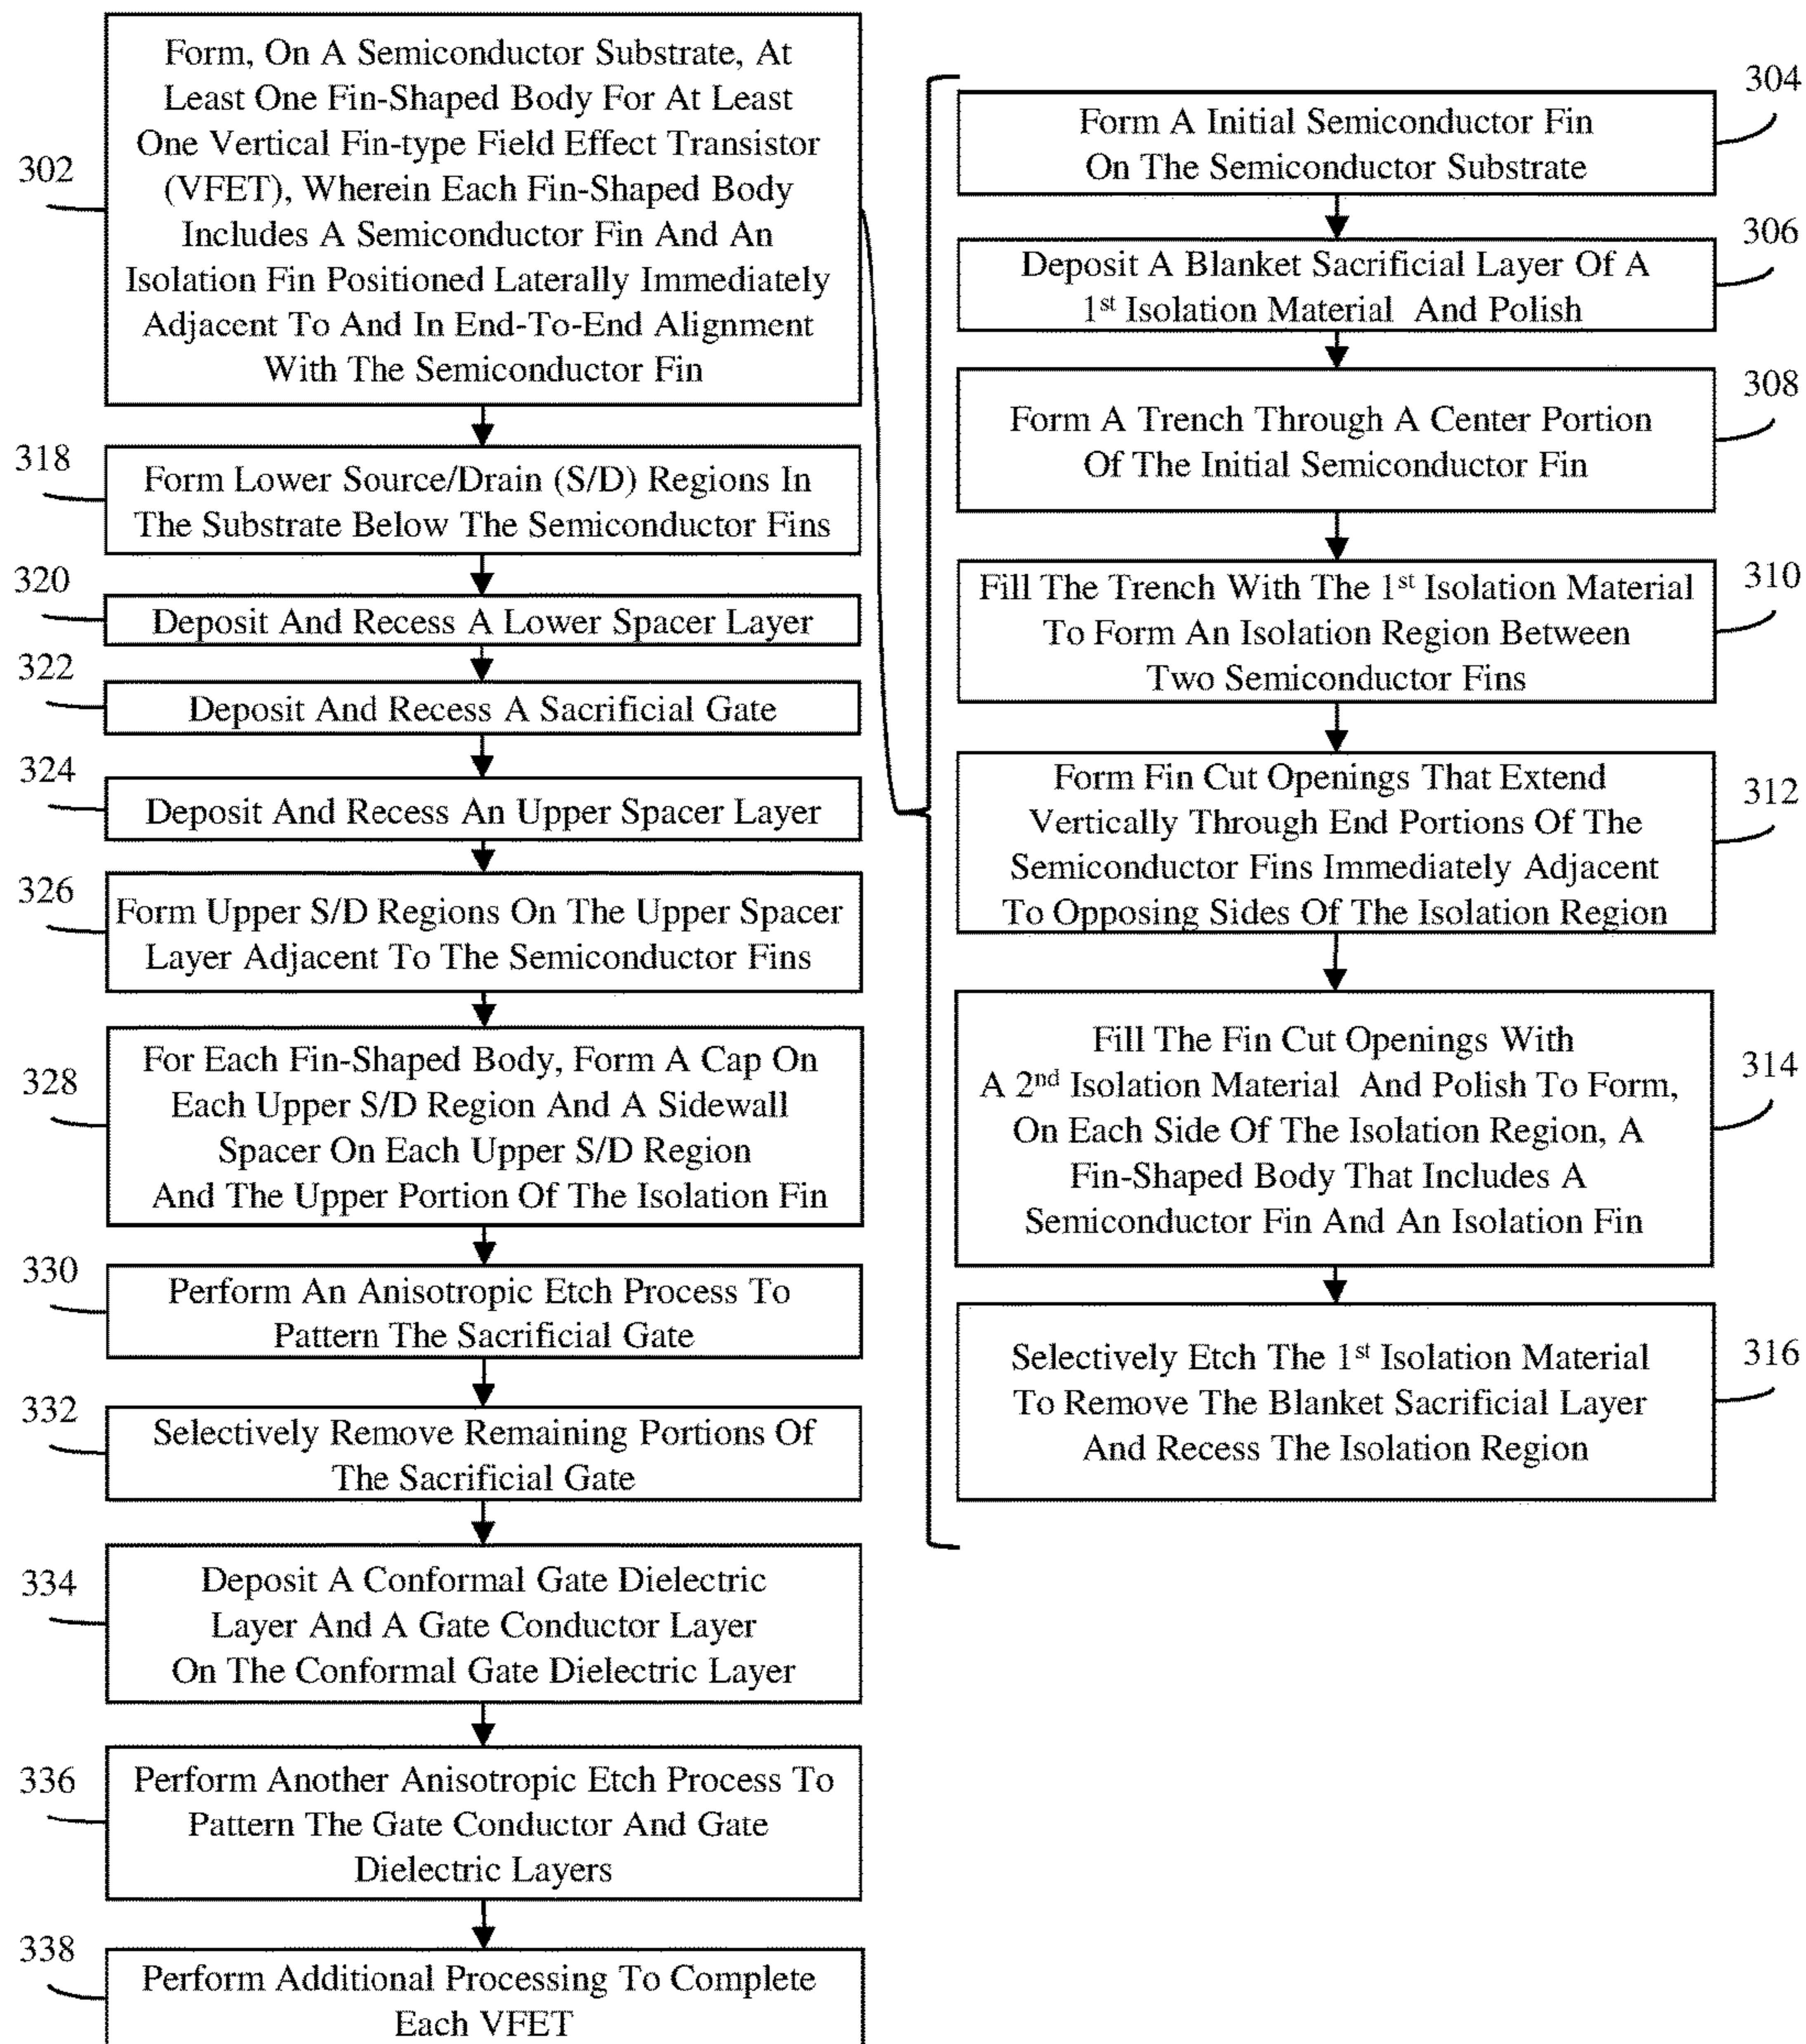 302
Form, On A Semiconductor Substrate, At
Least One Fin-Shaped Body For At Least
One Vertical Fin-type Field Effect Transistor
(VFET), Wherein Each Fin-Shaped Body
Includes A Semiconductor Fin And An
Isolation Fin Positioned Laterally Immediately
Adjacent To And In End-To-End Alignment
With The Semiconductor Fin
318
Form Lower Source/Drain (S/D) Regions In
The Substrate Below The Semiconductor Fins
320
Deposit And Recess A Lower Spacer Layer
322
Deposit And Recess A Sacrificial Gate
324
Deposit And Recess An Upper Spacer Layer
326
Form Upper S/D Regions On The Upper Spacer
Layer Adjacent To The Semiconductor Fins
328
For Each Fin-Shaped Body, Form A Cap On
Each Upper S/D Region And A Sidewall
Spacer On Each Upper S/D Region
And The Upper Portion Of The Isolation Fin
330
Perform An Anisotropic Etch Process To
Pattern The Sacrificial Gate
332
Selectively Remove Remaining Portions Of
The Sacrificial Gate
334
Deposit A Conformal Gate Dielectric
Layer And A Gate Conductor Layer
On The Conformal Gate Dielectric Layer
336
Perform Another Anisotropic Etch Process To
Pattern The Gate Conductor And Gate
Dielectric Layers
338
Perform Additional Processing To Complete
Each VFET
304
Form A Initial Semiconductor Fin
On The Semiconductor Substrate
306
Deposit A Blanket Sacrificial Layer Of A
1st Isolation Material And Polish
308
Form A Trench Through A Center Portion
Of The Initial Semiconductor Fin
310
Fill The Trench With The 1st Isolation Material
To Form An Isolation Region Between
Two Semiconductor Fins
312
Form Fin Cut Openings That Extend
Vertically Through End Portions Of The
Semiconductor Fins Immediately Adjacent
To Opposing Sides Of The Isolation Region
314
Fill The Fin Cut Openings With
A 2nd Isolation Material And Polish To Form,
On Each Side Of The Isolation Region, A
Fin-Shaped Body That Includes A
Semiconductor Fin And An Isolation Fin
316
Selectively Etch The 1st Isolation Material
To Remove The Blanket Sacrificial Layer
And Recess The Isolation Region